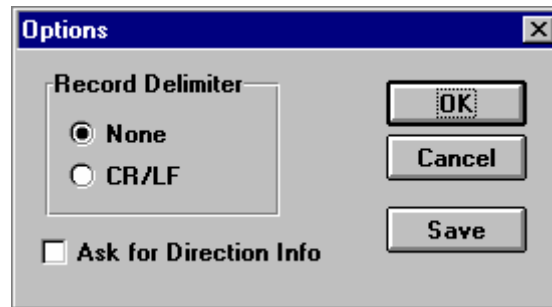 Options
Record Delimiter
None
CR/LF
Ask for Direction Info
OK
Cancel
Save